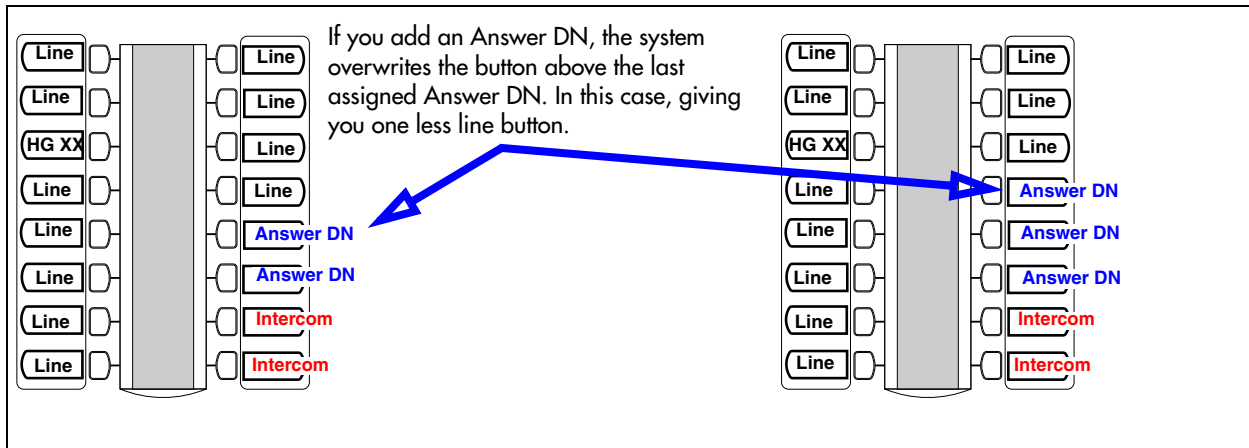 Line
Line
HG XX
Line
Line
Line
Line
Line
Line
Line
Line
Line
Answer DN
Answer DN
Intercom
Intercom
If you add an Answer DN, the system
overwrites the button above the last
assigned Answer DN. In this case, giving
you one less line button.
Line
Line
HG XX
Line
Line
Line
Line
Line
Line
Line
Line
Answer DN
Answer DN
Answer DN
Intercom
Intercom